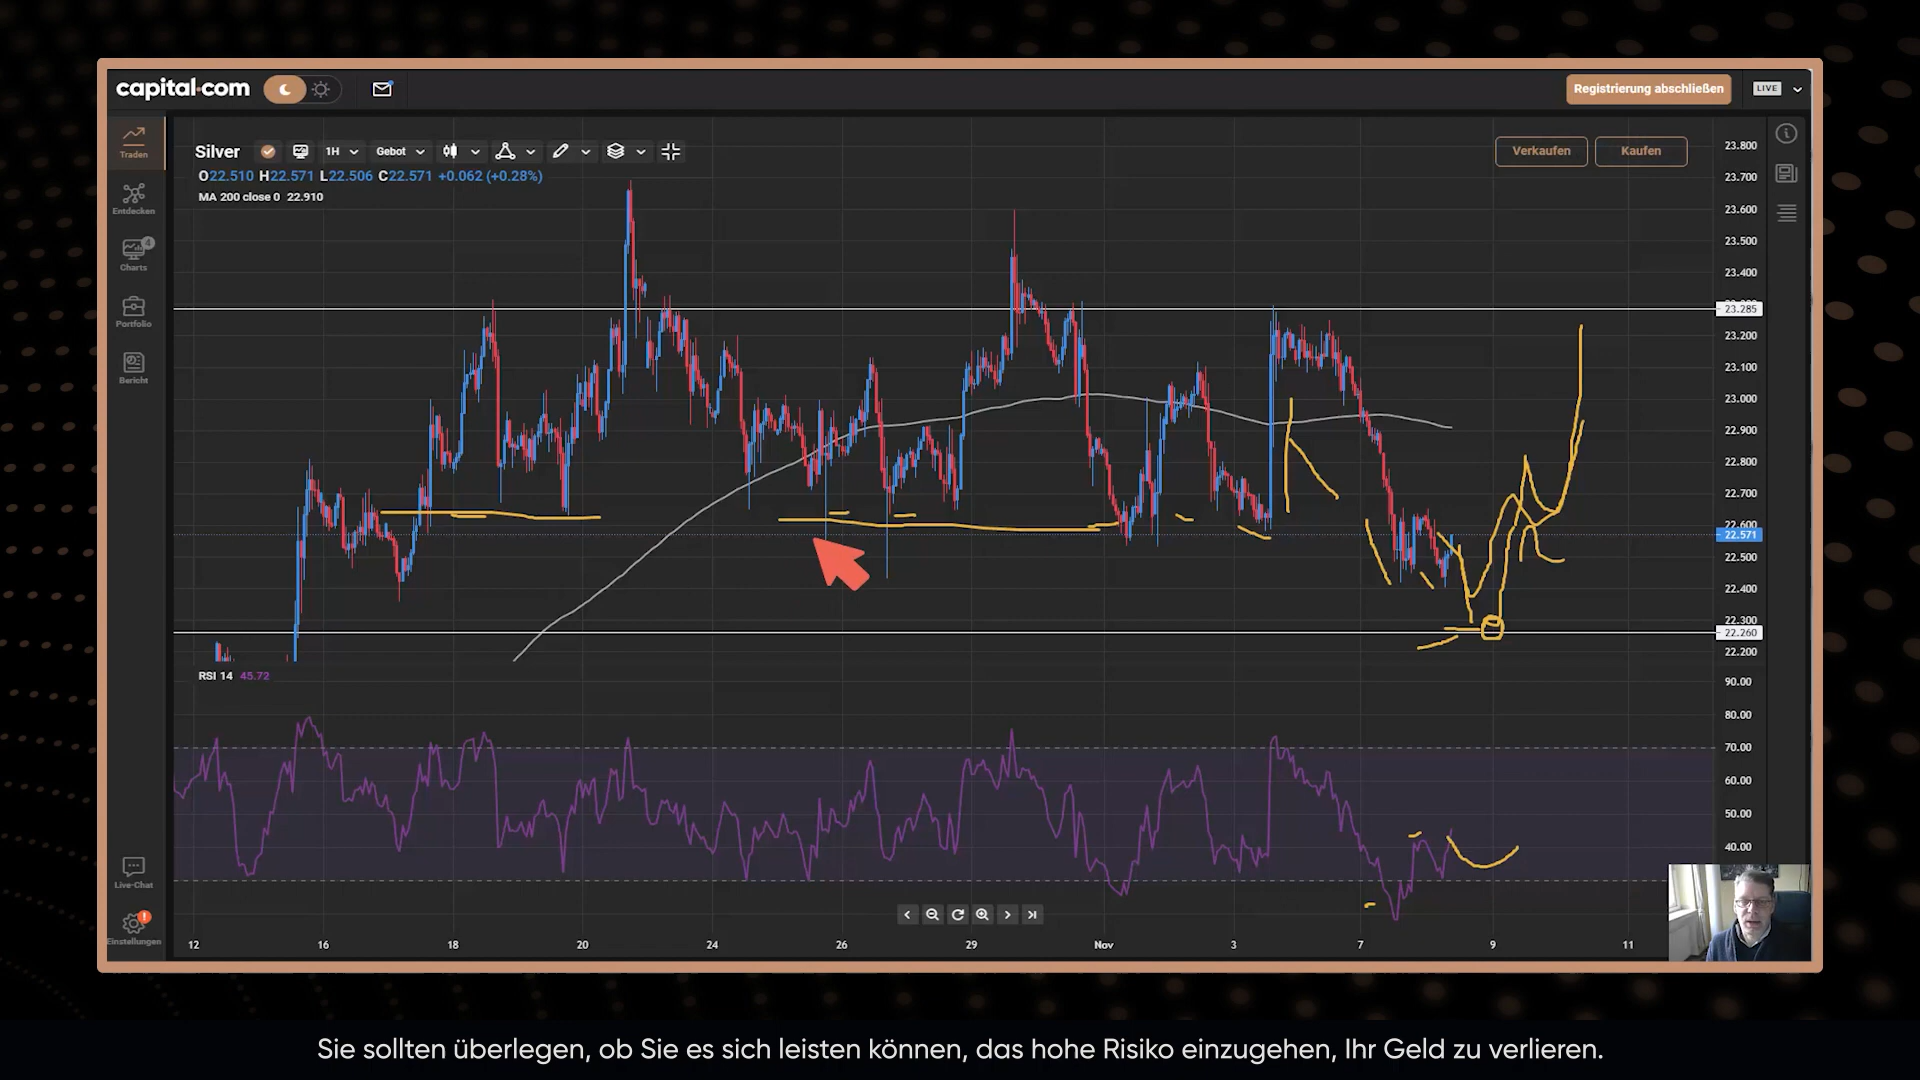 capital.com
Registrierung abschließen
LIVE
Traden
Silver
1H
Gebot
Verkaufen
Kaufen
O22.510 H22.571 L22.506 C22.571 +0.062 (+0.28%)
MA 200 close 0 22.910
Entdecken
4
Charts
Portfolio
Bericht
23.800
23.700
23.600
23.500
23.400
23.285
23.200
23.100
23.000
22.900
22.800
22.700
22.600
22.571
22.500
22.400
22.300
22.260
22.200
RSI 14 45.72
90.00
80.00
70.00
60.00
50.00
40.00
Live-Chat
Einstellungen
12
16
18
20
24
26
29
Nov
3
7
9
11
Sie sollten überlegen, ob Sie es sich leisten können, das hohe Risiko einzugehen, Ihr Geld zu verlieren.